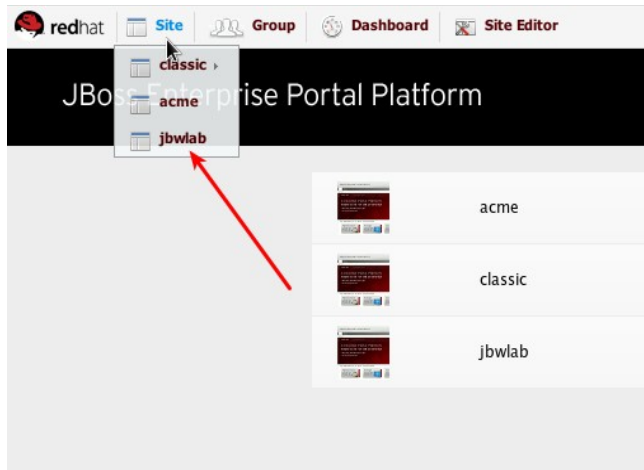 redhat Site Group Dashboard Site Editor
classic
JBoss Enterprise Portal Platform
acme
jbwlab
acme
classic
jbwlab